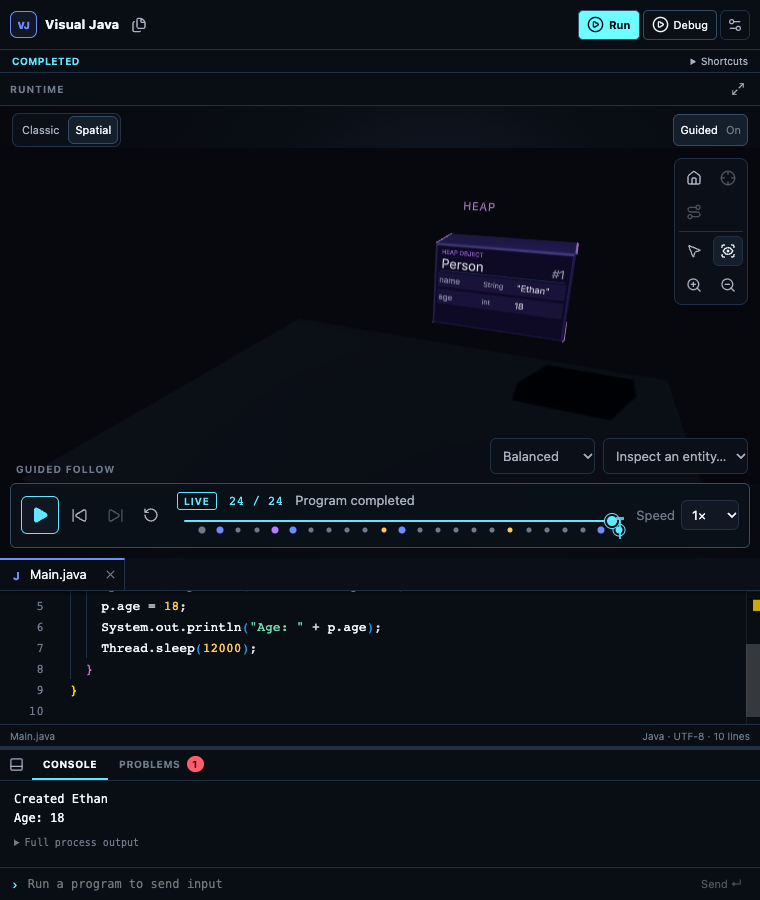 VJ Visual Java Run Debug
COMPLETED Shortcuts
RUNTIME
Classic Spatial Guided On
HEAP
HEAP OBJECT
Person #1
name String "Ethan"
age int 18
Balanced Inspect an entity...
GUIDED FOLLOW
LIVE 24 / 24 Program completed
Speed 1×
J Main.java
5 p.age = 18;
6 System.out.println("Age: " + p.age);
7 Thread.sleep(12000);
8 }
9 }
10
Main.java Java · UTF-8 · 10 lines
CONSOLE PROBLEMS 1
Created Ethan
Age: 18
Full process output
› Run a program to send input Send ↵